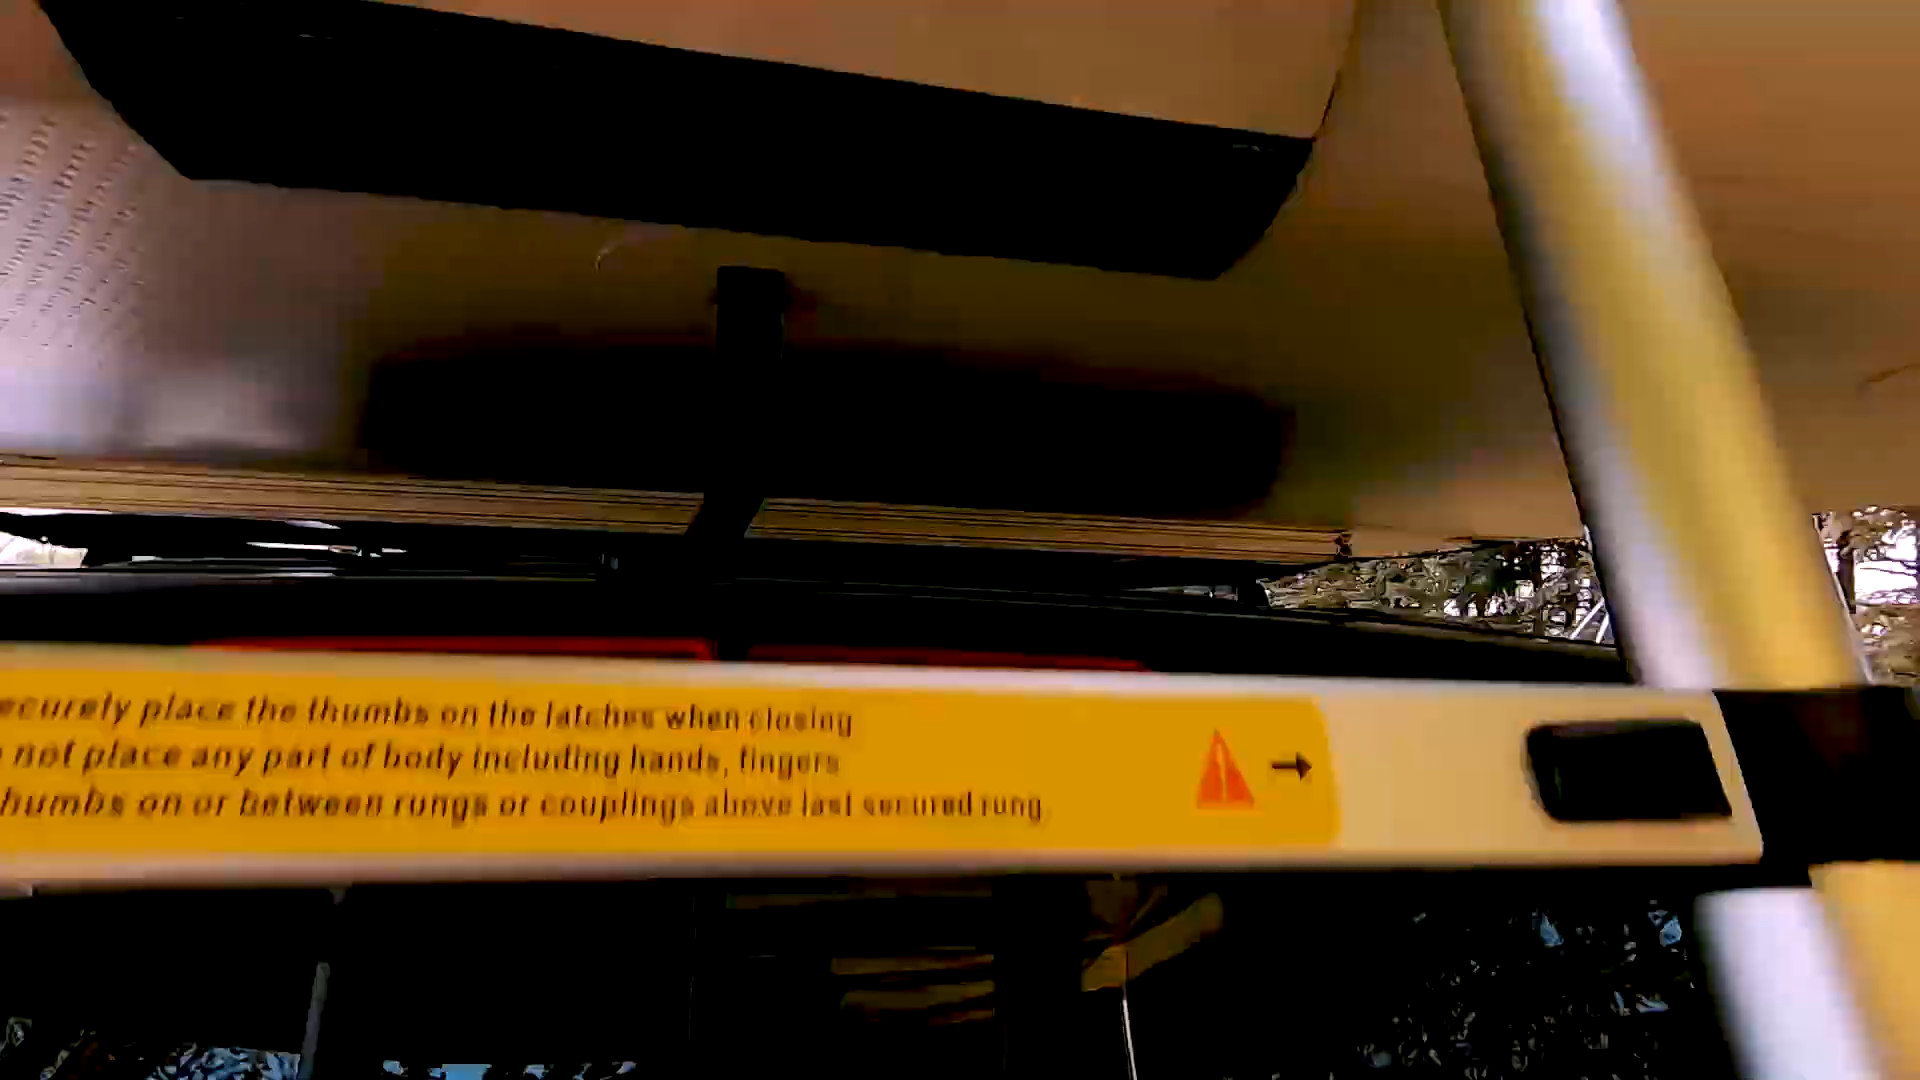 ecurely place the thumbs on the latches when closing
not place any part of body including hands, fingers
humbs on or between rungs or couplings above last secured rung.